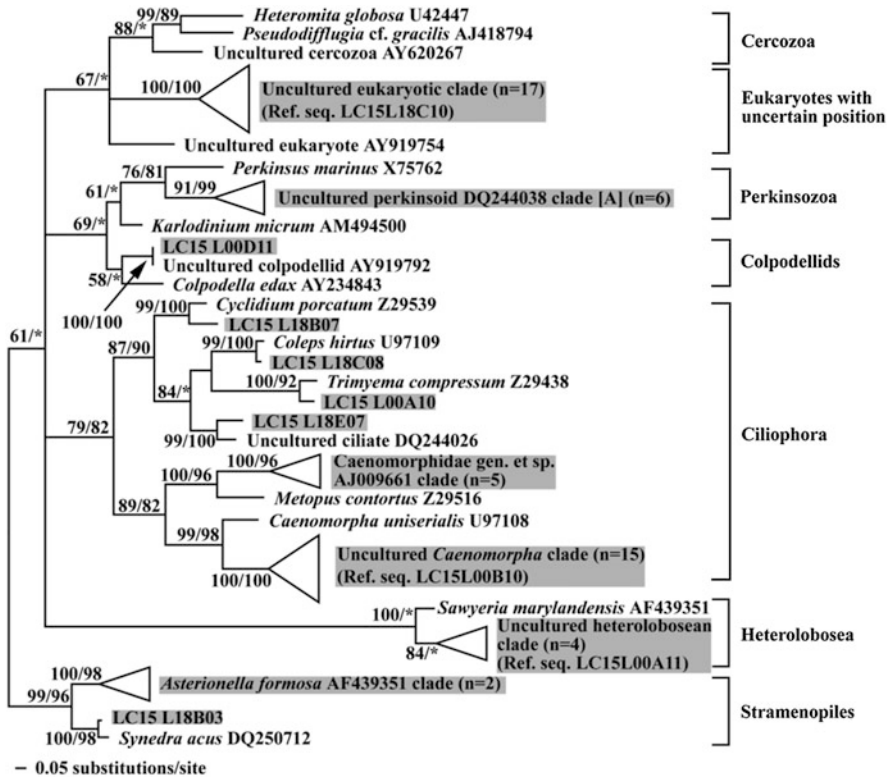 99/89
Heteromita globosa U42447
88/*
Pseudodifflugia cf. gracilis AJ418794
Uncultured cercozoa AY620267
Cercozoa
67/*
100/100
Uncultured eukaryotic clade (n=17)
(Ref. seq. LC15L18C10)
Eukaryotes with
uncertain position
Uncultured eukaryote AY919754
76/81
Perkinsus marinus X75762
61/*
91/99
Uncultured perkinsoid DQ244038 clade [A] (n=6)
Perkinsozoa
69/*
Karlodinium micrum AM494500
LC15 L00D11
Uncultured colpodellid AY919792
Colpodellids
58/*
Colpodella edax AY234843
100/100
99/100
Cyclidium porcatum Z29539
LC15 L18B07
61/*
87/90
99/100
Coleps hirtus U97109
LC15 L18C08
84/*
100/92
Trimyema compressum Z29438
LC15 L00A10
LC15 L18E07
99/100
Uncultured ciliate DQ244026
Ciliophora
79/82
100/96
100/96
Caenomorphidae gen. et sp.
AJ009661 clade (n=5)
Metopus contortus Z29516
89/82
Caenomorpha uniserialis U97108
99/98
100/100
Uncultured Caenomorpha clade (n=15)
(Ref. seq. LC15L00B10)
100/*
Sawyeria marylandensis AF439351
84/*
Uncultured heterolobosean
clade (n=4)
(Ref. seq. LC15L00A11)
Heterolobosea
100/98
Asterionella formosa AF439351 clade (n=2)
99/96
LC15 L18B03
100/98
Synedra acus DQ250712
Stramenopiles
0.05 substitutions/site